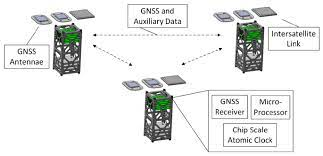 GNSS and
Auxiliary Data
GNSS
Antennae
Intersatellite
Link
GNSS
Receiver
Micro-
Processor
Chip Scale
Atomic Clock